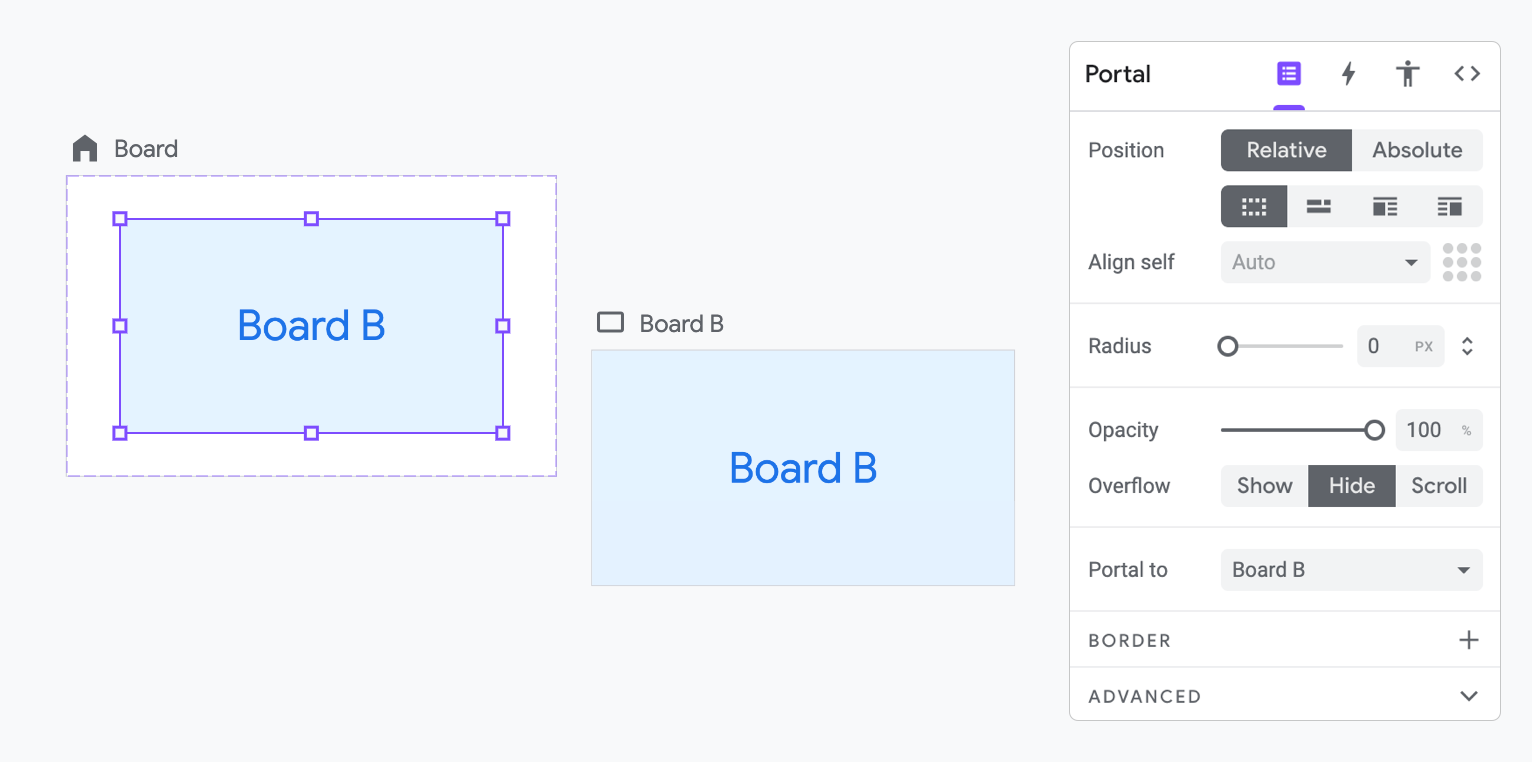 Board
Board B
Board B
Board B
Portal
Position Relative Absolute
Align self Auto
Radius 0 PX
Opacity 100 %
Overflow Show Hide Scroll
Portal to Board B
BORDER
ADVANCED